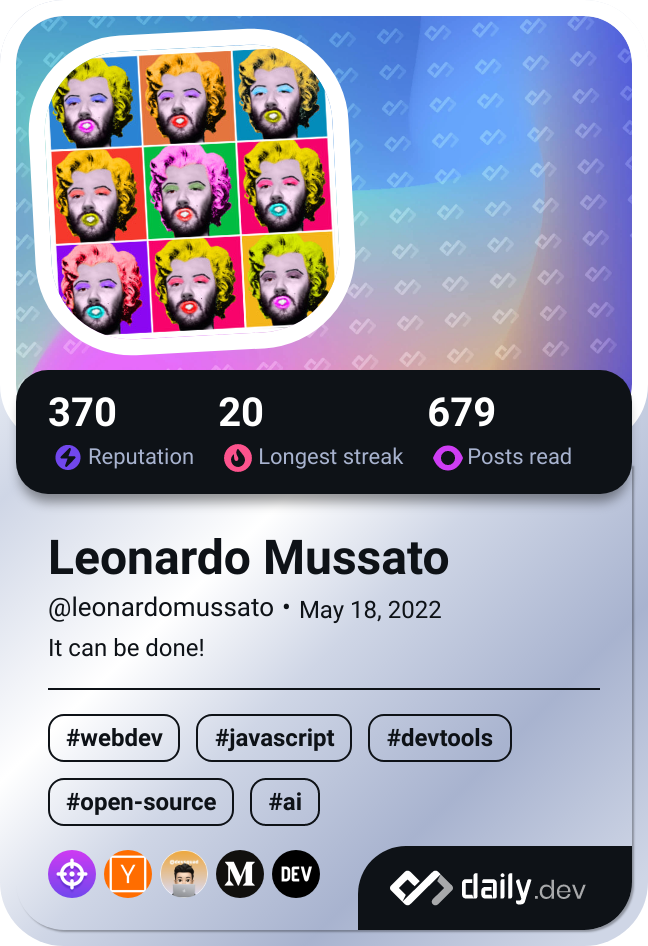 370 20 679
Reputation Longest streak Posts read
Leonardo Mussato
@leonardomussato • May 18, 2022
It can be done!
#webdev #javascript #devtools
#open-source #ai
Y M DEV
daily.dev